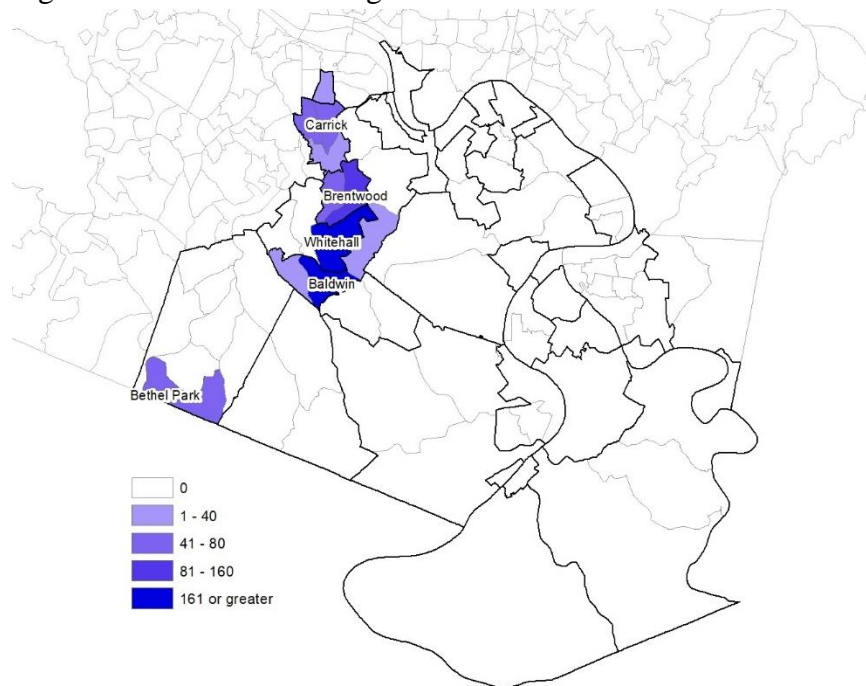 Carrick
Brentwood
Whitehall
Baldwin
Bethel Park
0
1 - 40
41 - 80
81 - 160
161 or greater